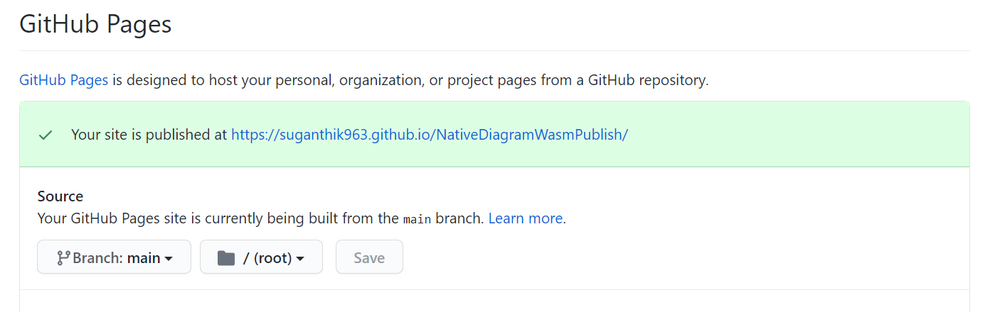 GitHub Pages
GitHub Pages is designed to host your personal, organization, or project pages from a GitHub repository.
Your site is published at https://suganthik963.github.io/NativeDiagramWasmPublish/
Source
Your GitHub Pages site is currently being built from the main branch. Learn more.
Branch: main / (root) Save